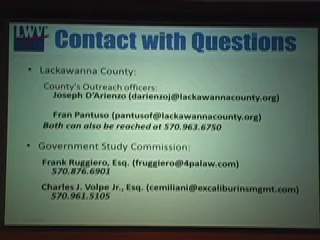 LWV
Contact with Questions
• Lackawanna County:
County's Outreach officers:
Joseph D'Arienzo (darienzoj@lackawannacounty.org)
Fran Pantuso (pantusof@lackawannacounty.org)
Both can also be reached at 570.963.6750
• Government Study Commission:
Frank Ruggiero, Esq. (fruggiero@4palaw.com)
570.876.6901
Charles J. Volpe Jr., Esq. (cemiliani@excaliburinsmgmt.com)
570.961.5105